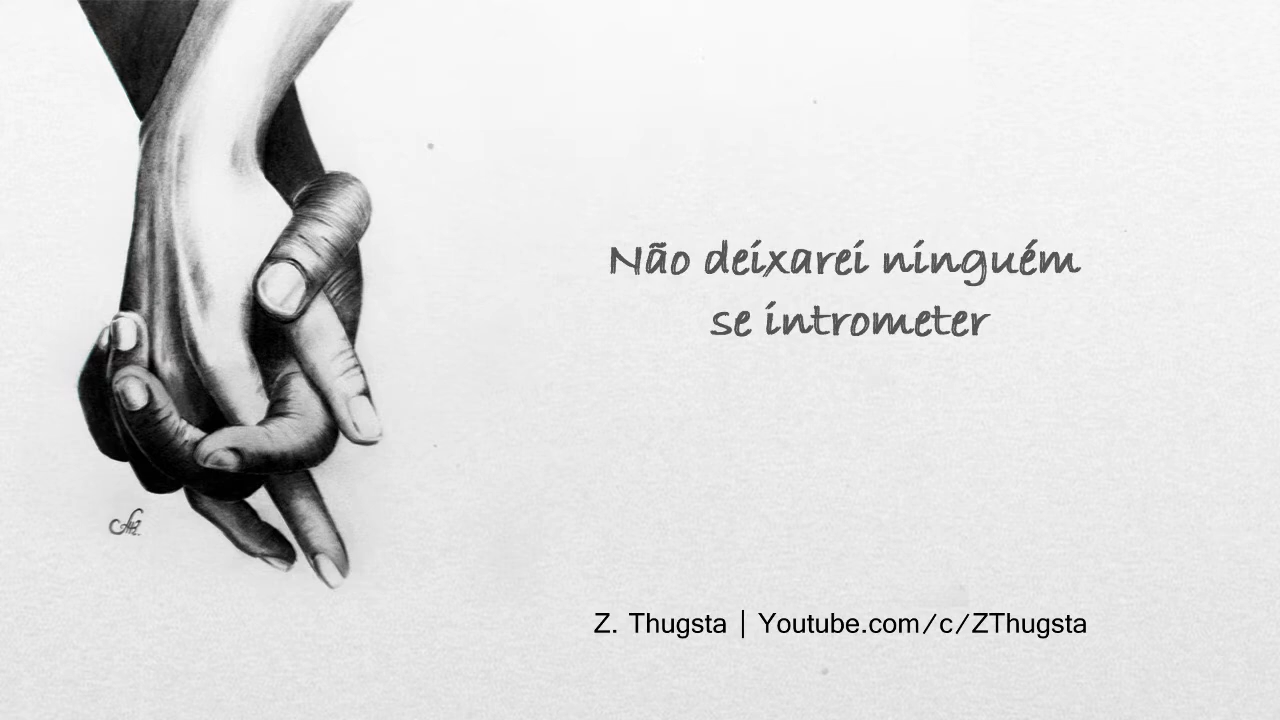 Não deixarei ninguém
se intrometer
Z. Thugsta | Youtube.com/c/ZThugsta